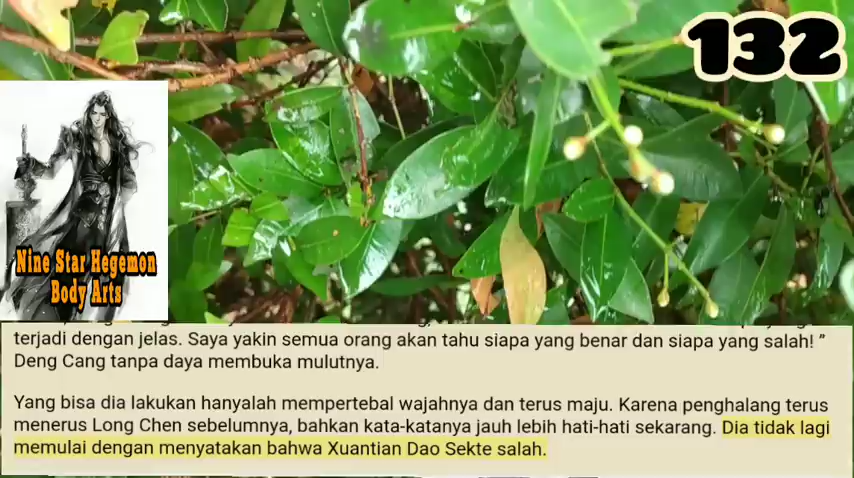 132
Nine Star Hegemon
Body Arts
terjadi dengan jelas. Saya yakin semua orang akan tahu siapa yang benar dan siapa yang salah! ”
Deng Cang tanpa daya membuka mulutnya.
Yang bisa dia lakukan hanyalah mempertebal wajahnya dan terus maju. Karena penghalang terus
menerus Long Chen sebelumnya, bahkan kata-katanya jauh lebih hati-hati sekarang. Dia tidak lagi
memulai dengan menyatakan bahwa Xuantian Dao Sekte salah.